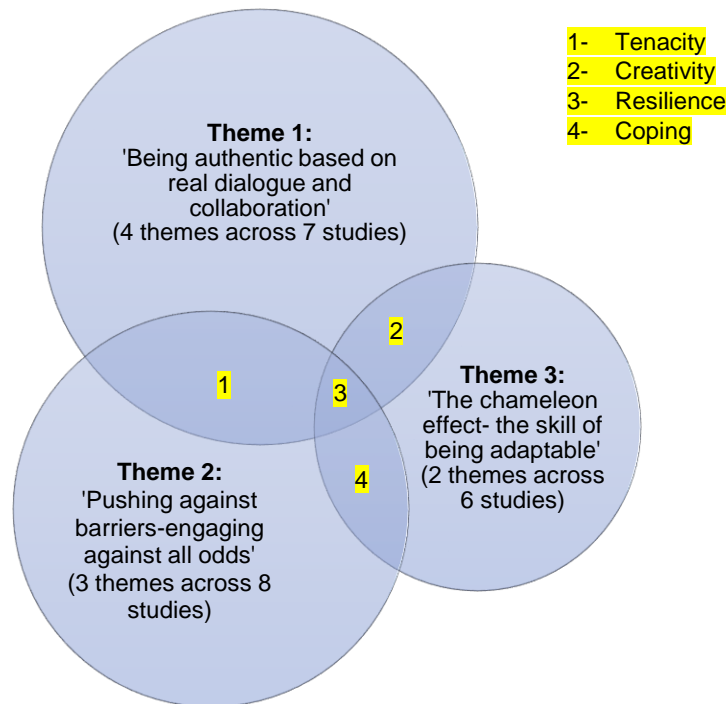 1- Tenacity
2- Creativity
3- Resilience
4- Coping
Theme 1:
'Being authentic based on
real dialogue and
collaboration'
(4 themes across 7 studies)
2
1
3
Theme 3:
'The chameleon
effect- the skill of
being adaptable'
(2 themes across
6 studies)
4
Theme 2:
'Pushing against
barriers-engaging
against all odds'
(3 themes across 8
studies)